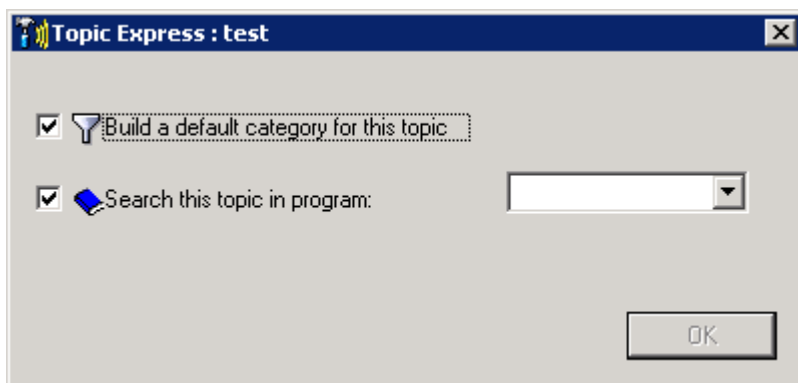 Topic Express : test
Build a default category for this topic
Search this topic in program:
OK